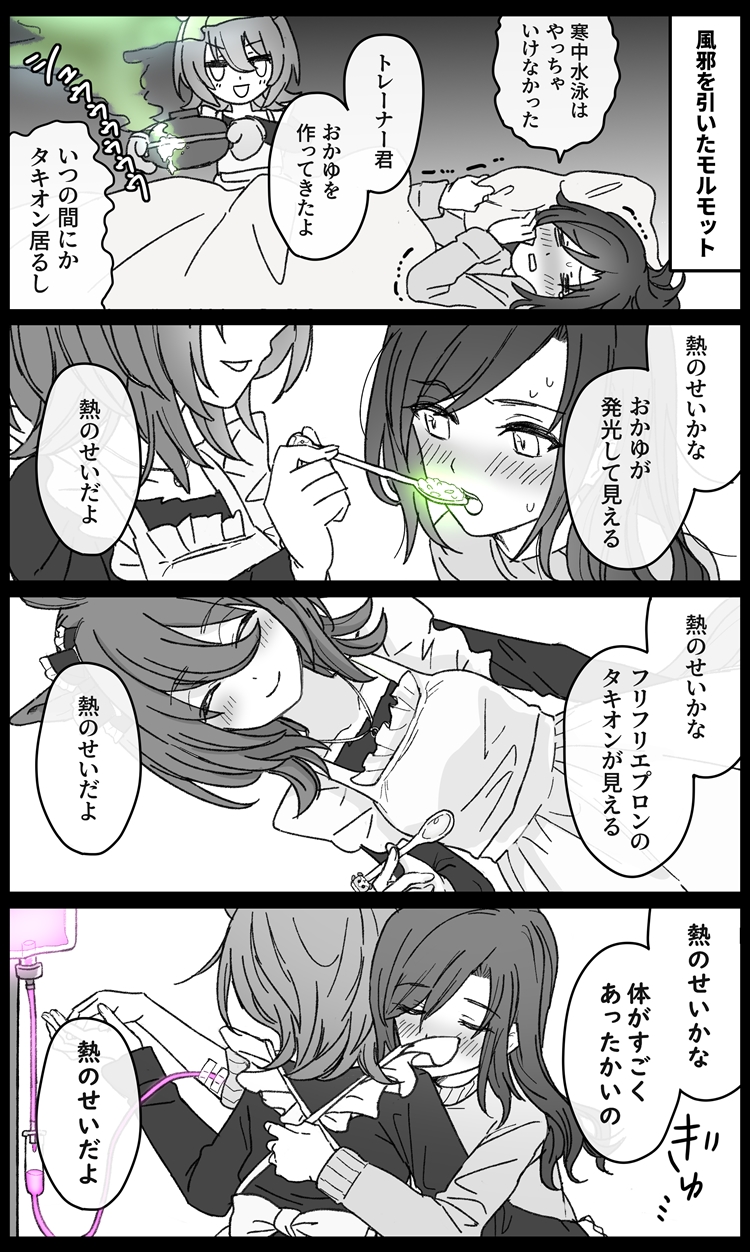 風邪を引いたモルモット
寒中水泳は
やっちゃ
いけなかった
トレーナー君
おかゆを
作ってきたよ
いつの間にか
タキオン居るし
熱のせいかな
おかゆが
発光して見える
熱のせいだよ
熱のせいかな
フリフリエプロンの
タキオンが見える
熱のせいだよ
熱のせいかな
体がすごく
あったかいの
ギュ…
熱のせいだよ